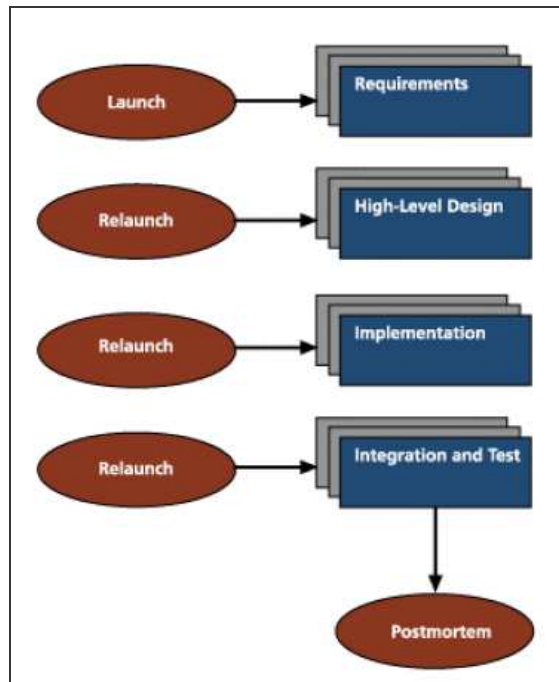 Launch
Requirements
Relaunch
High-Level Design
Relaunch
Implementation
Relaunch
Integration and Test
Postmortem